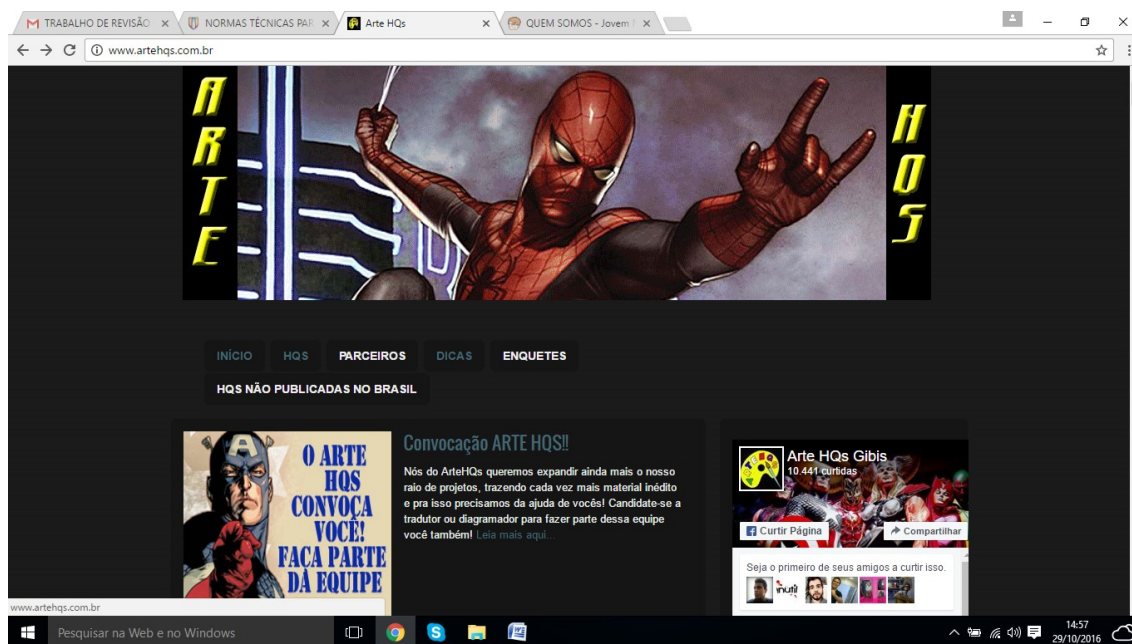 TRABALHO DE REVISÃO
NORMAS TÉCNICAS PAR
Arte HQs
QUEM SOMOS - Jovem
www.artehqs.com.br
ARTE
HQS
INÍCIO
HQS
PARCEIROS
DICAS
ENQUETES
HQS NÃO PUBLICADAS NO BRASIL
O ARTE
HQS
CONVOCA
VOCÊ!
FAÇA PARTE
DA EQUIPE
Convocação ARTE HQS!!
Nós do ArteHQs queremos expandir ainda mais o nosso
raio de projetos, trazendo cada vez mais material inédito
e pra isso precisamos da ajuda de vocês! Candidate-se a
tradutor ou diagramador para fazer parte dessa equipe
você também! Leia mais aqui...
Arte HQs Gibis
10.441 curtidas
Curtir Página
Compartilhar
Seja o primeiro de seus amigos a curtir isso.
inutil
www.artehqs.com.br
Pesquisar na Web e no Windows
14:57
29/10/2016